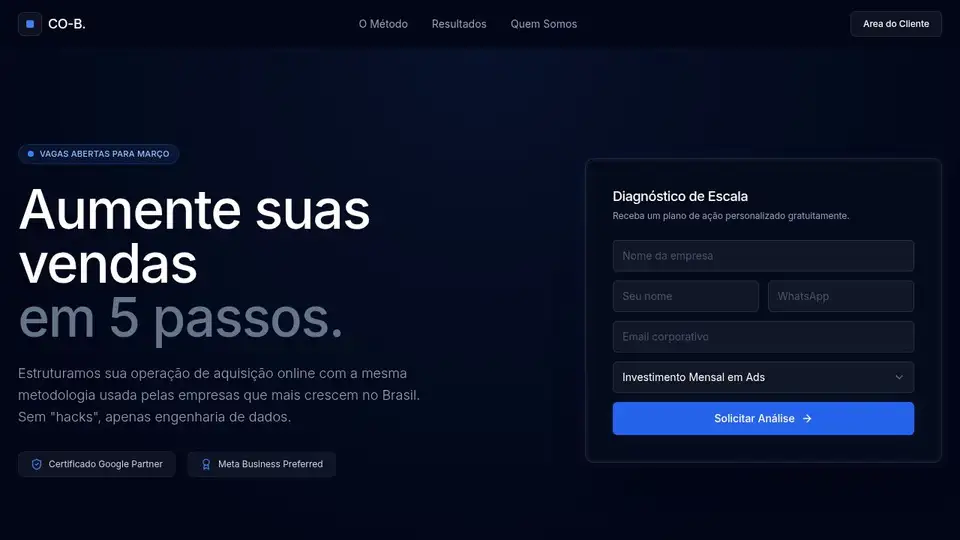 CO-B.
O Método
Resultados
Quem Somos
Area do Cliente
VAGAS ABERTAS PARA MARÇO
Aumente suas
vendas
em 5 passos.
Estruturamos sua operação de aquisição online com a mesma
metodologia usada pelas empresas que mais crescem no Brasil.
Sem "hacks", apenas engenharia de dados.
Certificado Google Partner
Meta Business Preferred
Diagnóstico de Escala
Receba um plano de ação personalizado gratuitamente.
Nome da empresa
Seu nome
WhatsApp
Email corporativo
Investimento Mensal em Ads
Solicitar Análise